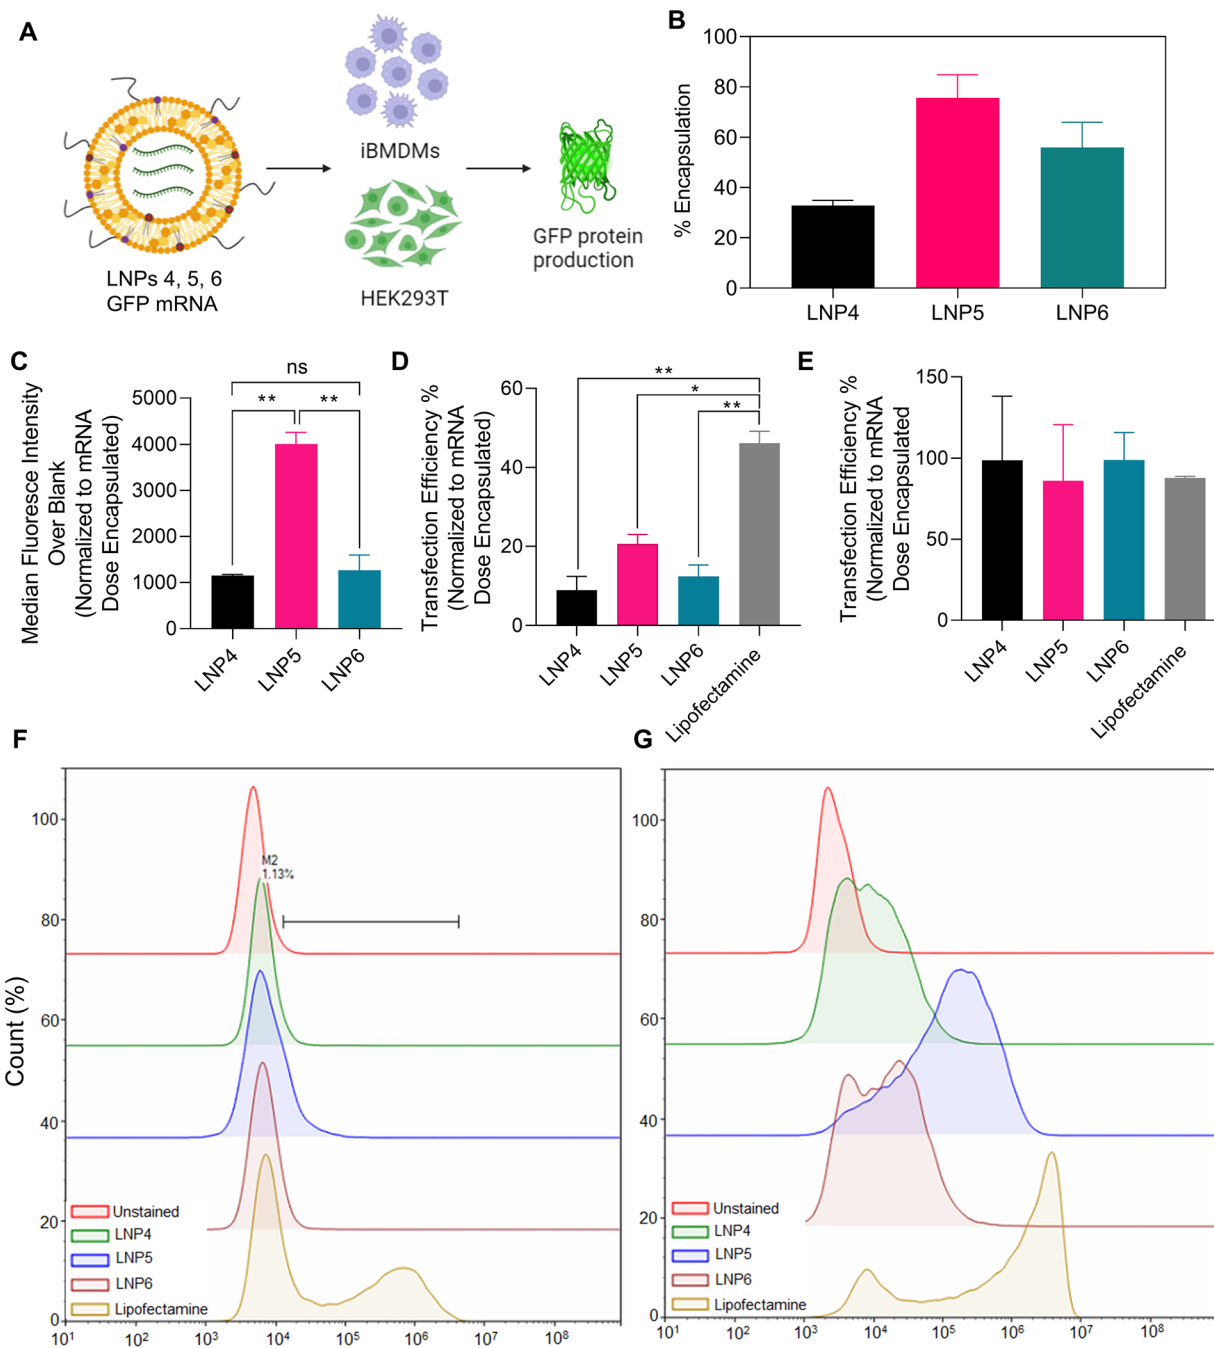 A
iBMDMs
HEK293T
LNPs 4, 5, 6
GFP mRNA
GFP protein
production
B
% Encapsulation
100
80
60
40
20
0
LNP4
LNP5
LNP6
C
Median Fluoresce Intensity
Over Blank
(Normalized to mRNA
Dose Encapsulated)
5000
4000
3000
2000
1000
0
ns
**
**
LNP4
LNP5
LNP6
D
Transfection Efficiency %
(Normalized to mRNA
Dose Encapsulated)
60
40
20
0
**
*
**
LNP4
LNP5
LNP6
Lipofectamine
E
Transfection Efficiency %
(Normalized to mRNA
Dose Encapsulated
150
100
50
0
LNP4
LNP5
LNP6
Lipofectamine
F
Count (%)
100
80
60
40
20
0
M2
1.13%
Unstained
LNP4
LNP5
LNP6
Lipofectamine
10¹ 10² 10³ 10⁴ 10⁵ 10⁶ 10⁷ 10⁸
G
100
80
60
40
20
0
Unstained
LNP4
LNP5
LNP6
Lipofectamine
10¹ 10² 10³ 10⁴ 10⁵ 10⁶ 10⁷ 10⁸